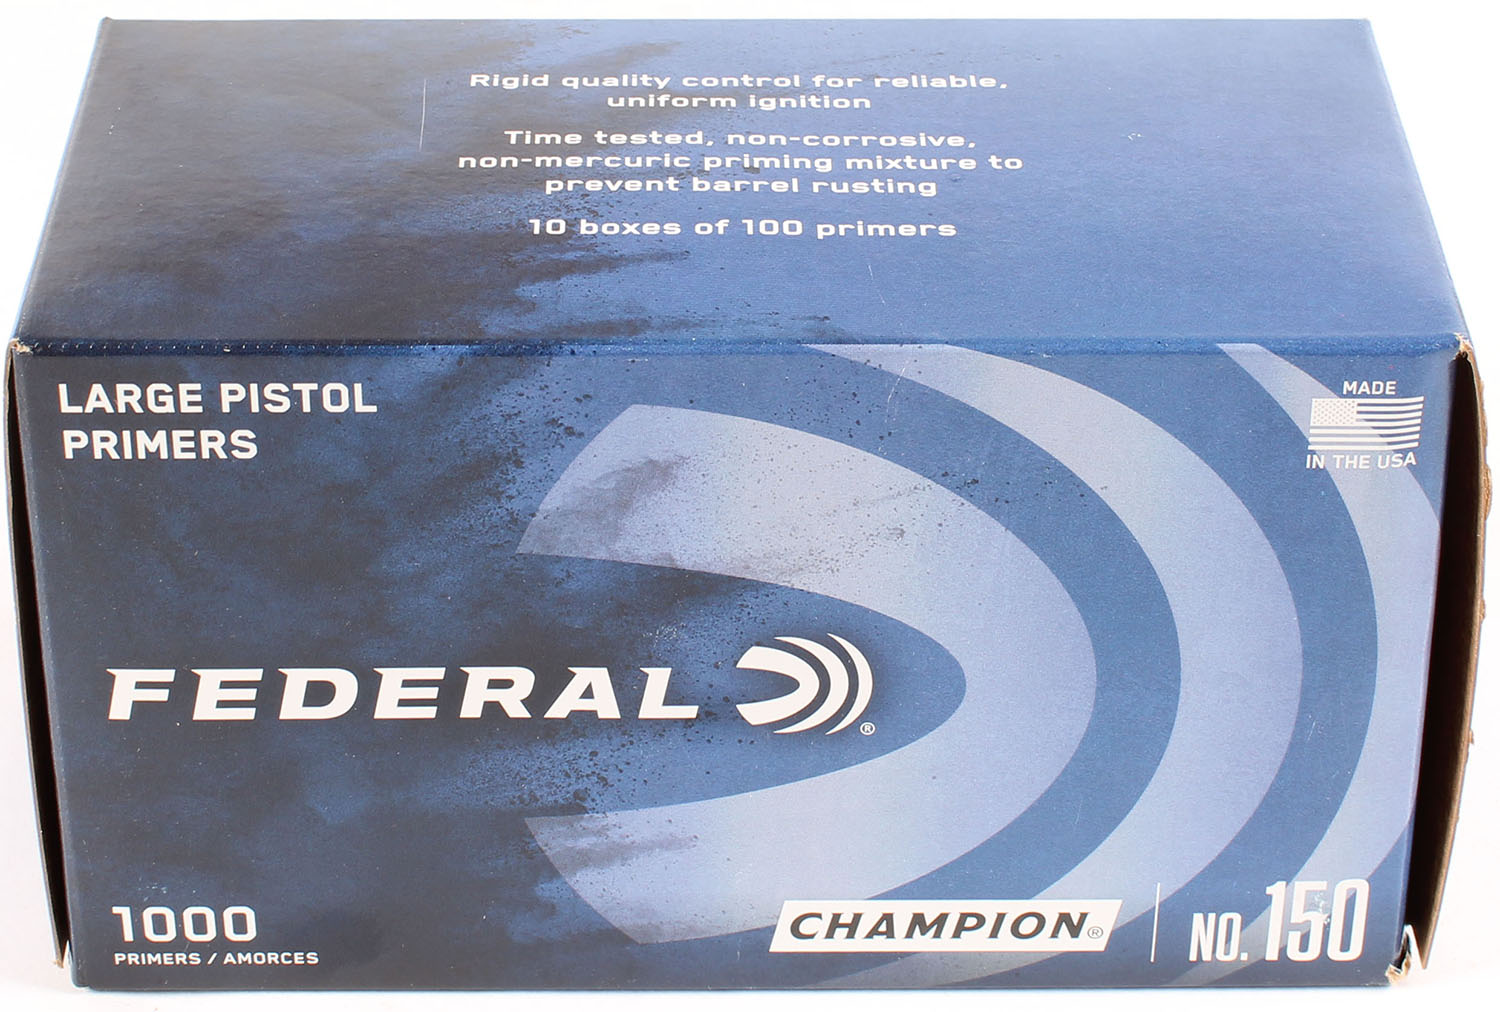 Rigid quality control for reliable,
uniform ignition
Time tested, non-corrosive,
non-mercuric priming mixture to
prevent barrel rusting
10 boxes of 100 primers
LARGE PISTOL
PRIMERS
MADE
IN THE USA
FEDERAL ®
1000
PRIMERS / AMORCES
CHAMPION®
NO. 150